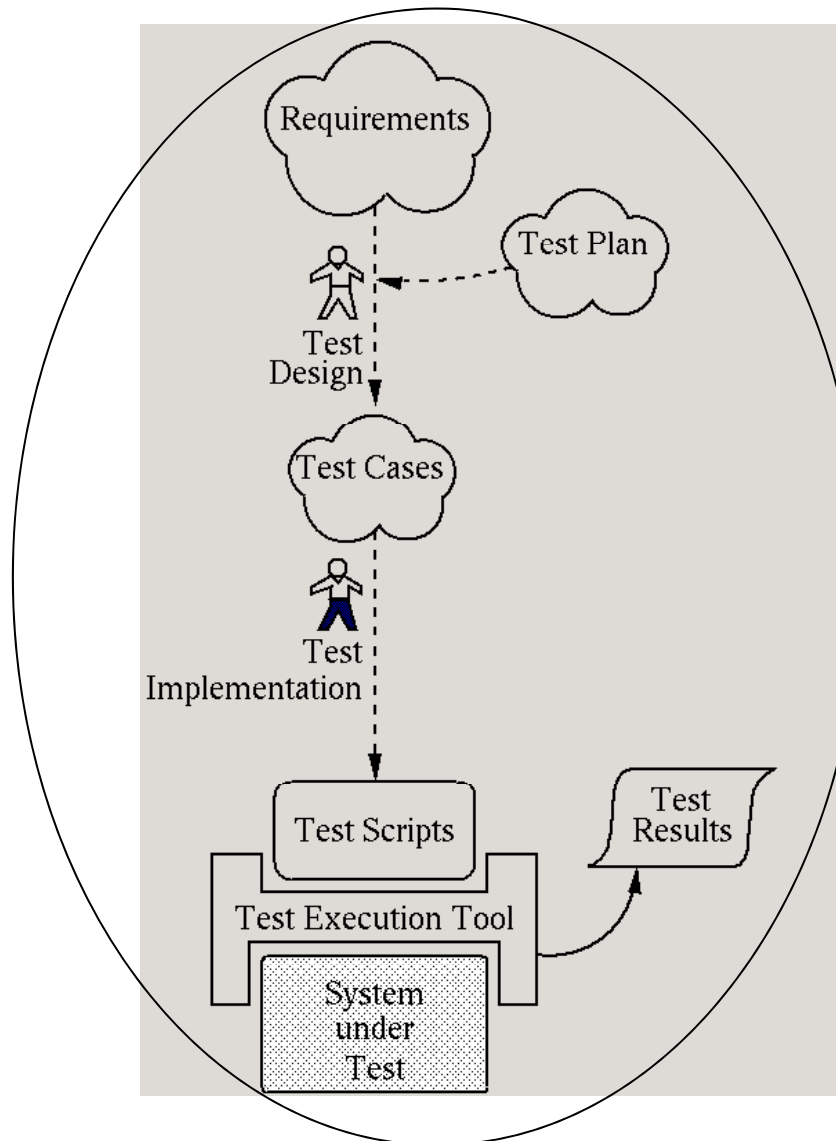 Requirements
Test Plan
Test
Design
Test Cases
Test
Implementation
Test Scripts
Test
Results
Test Execution Tool
System
under
Test